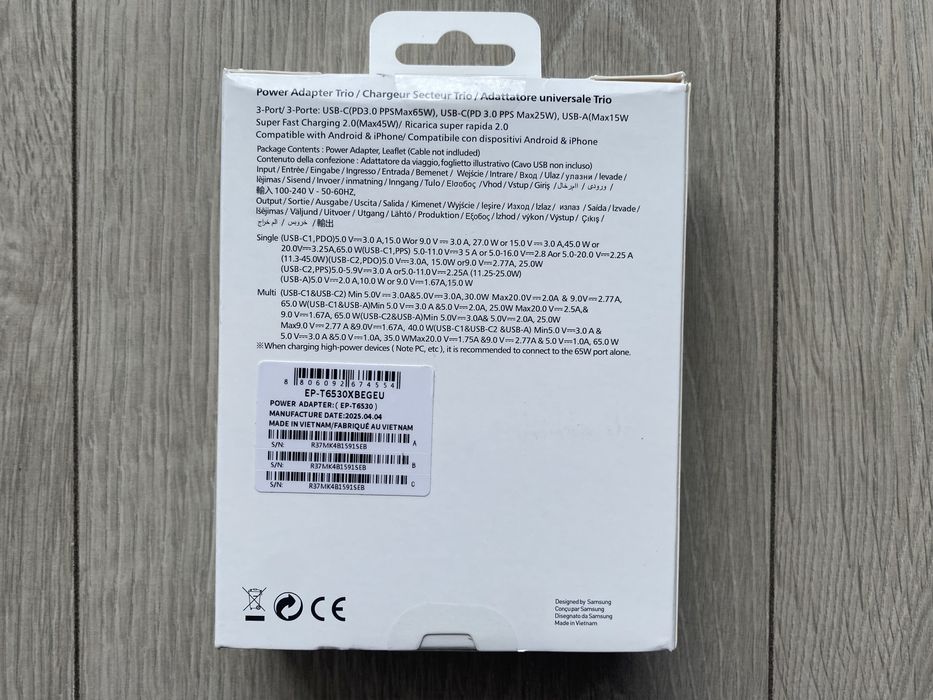 Power Adapter Trio / Chargeur Secteur Trio / Adattatore universale Trio
3-Port/ 3-Porte: USB-C(PD3.0 PPSMax65W), USB-C(PD 3.0 PPS Max25W), USB-A(Max15W
Super Fast Charging 2.0(Max45W)/ Ricarica super rapida 2.0
Compatible with Android & iPhone/ Compatibile con dispositivi Android & iPhone
Package Contents : Power Adapter, Leaflet (Cable not included)
Contenuto della confezione : Adattatore da viaggio, foglietto illustrativo (Cavo USB non incluso)
Input / Entrée / Eingabe / Ingresso / Entrada / Bemenet / Wejście / Intrare / Вход / Ulaz / улазни / Ievade /
Iėjimas / Sisend / Invoer / inmatning / Inngang / Tulo / Είσοδος / Vhod / Vstup / Giriş / ورودی /
輸入 100-240 V - 50-60HZ,
Output / Sortie / Ausgabe / Uscita / Salida / Kimenet / Wyjście / Ieşire / Изход / Izlaz / излаз / Saída / Izvade /
Išėjimas / Väljund / Uitvoer / Utgang / Lähtö / Produktion / Εξοδος / Izhod / výkon / Výstup / Çıkış /
خروجی / 輸出
Single (USB-C1,PDO)5.0 V⎓3.0 A,15.0 Wor 9.0 V⎓ 3.0 A, 27.0 W or 15.0 V⎓3.0 A,45.0 W or
20.0V⎓3.25A,65.0 W(USB-C1,PPS) 5.0-11.0 V⎓3 5 A or 5.0-16.0 V⎓2.8 Aor 5.0-20.0 V⎓2.25 A
(11.3-45.0W)(USB-C2,PDO)5.0 V⎓3.0A, 15.0W or9.0 V⎓2.77A, 25.0W
(USB-C2,PPS)5.0-5.9V⎓3.0 A or5.0-11.0 V⎓2.25A (11.25-25.0W)
(USB-A)5.0 V⎓2.0 A,10.0 W or 9.0 V⎓1.67A,15.0 W
Multi (USB-C1&USB-C2) Min 5.0V⎓3.0A&5.0V⎓3.0A,30.0W Max20.0V⎓2.0A & 9.0V⎓2.77A,
65.0 W(USB-C1&USB-A)Min 5.0 V⎓3.0 A &5.0 V⎓2.0A, 25.0W Max20.0 V⎓2.5A,&
9.0 V⎓1.67A, 65.0 W(USB-C2&USB-A)Min 5.0V⎓3.0A& 5.0V⎓2.0A, 25.0W
Max9.0 V⎓2.77 A &9.0V⎓1.67A, 40.0 W(USB-C1&USB-C2 &USB-A) Min5.0 V⎓3.0 A &
5.0 V⎓3.0 A &5.0 V⎓1.0A, 35.0 WMax20.0 V⎓1.75A &9.0 V⎓2.77A & 5.0 V⎓1.0A, 65.0 W
※When charging high-power devices ( Note PC, etc ), it is recommended to connect to the 65W port alone.
8 806092 674554
EP-T6530XBEGEU
POWER ADAPTER:( EP-T6530 )
MANUFACTURE DATE:2025.04.04
MADE IN VIETNAM/FABRIQUÉ AU VIETNAM
A
S/N: R37MK4B1591SEB
B
S/N: R37MK4B1591SEB
C
S/N: R37MK4B1591SEB
CE
Designed by Samsung
Conçu par Samsung
Disegnato da Samsung
Made in Vietnam